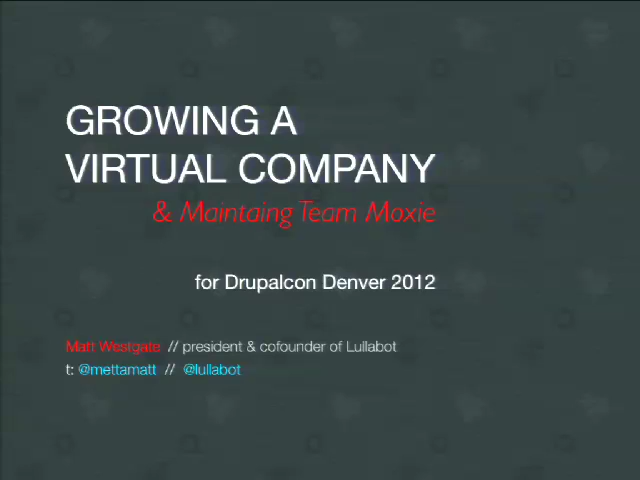 GROWING A
VIRTUAL COMPANY
& Maintaing Team Moxie
for Drupalcon Denver 2012
Matt Westgate // president & cofounder of Lullabot
t: @mettamatt // @lullabot